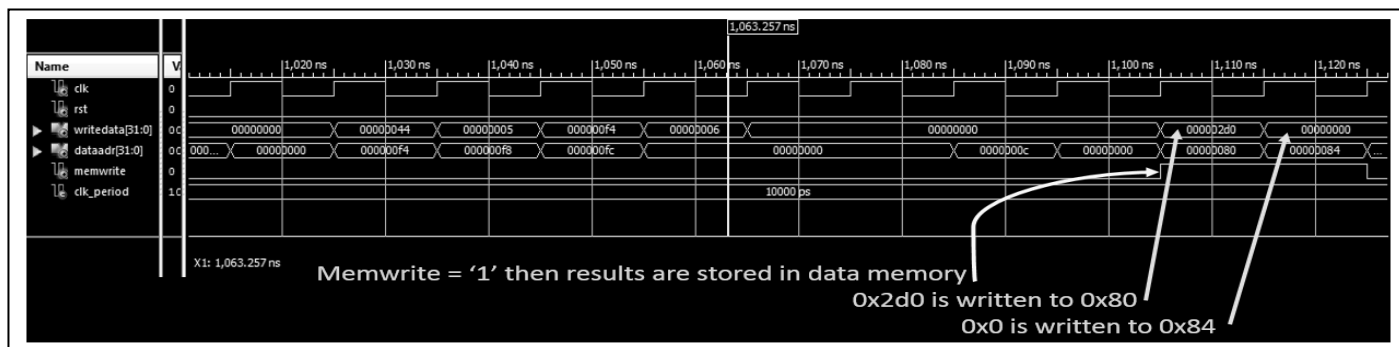 1,063.257 ns
Name V
1,020 ns 1,030 ns 1,040 ns 1,050 ns 1,060 ns 1,070 ns 1,080 ns 1,090 ns 1,100 ns 1,110 ns 1,120 ns
clk 0
rst 0
writedata[31:0] 00000000 00000044 00000005 000000f4 00000006 00000000 000002d0 00000000
dataadr[31:0] 000... 00000000 000000f4 000000f8 000000fc 00000000 0000000c 00000000 00000080 00000084 ...
memwrite 0
clk_period 10000 ps
X1: 1,063.257 ns
Memwrite = ‘1’ then results are stored in data memory
0x2d0 is written to 0x80
0x0 is written to 0x84